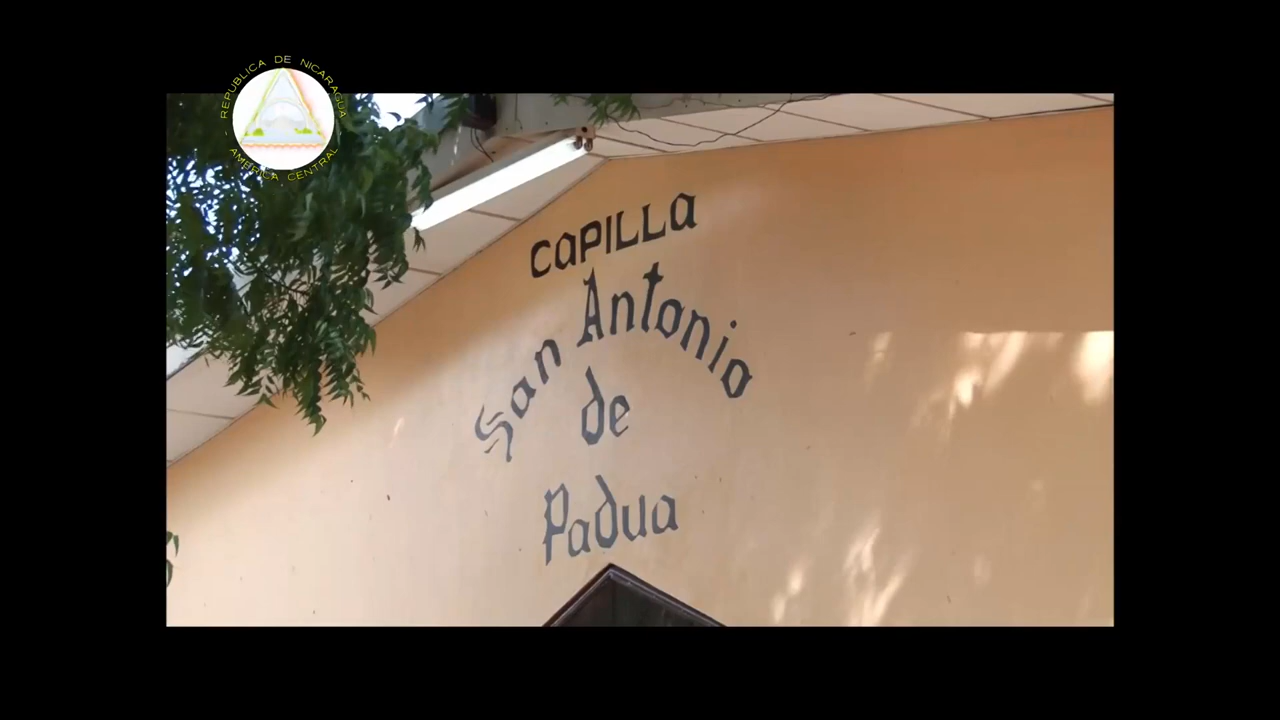 REPUBLICA DE NICARAGUA
AMERICA CENTRAL
CAPILLA
San Antonio
de
Padua